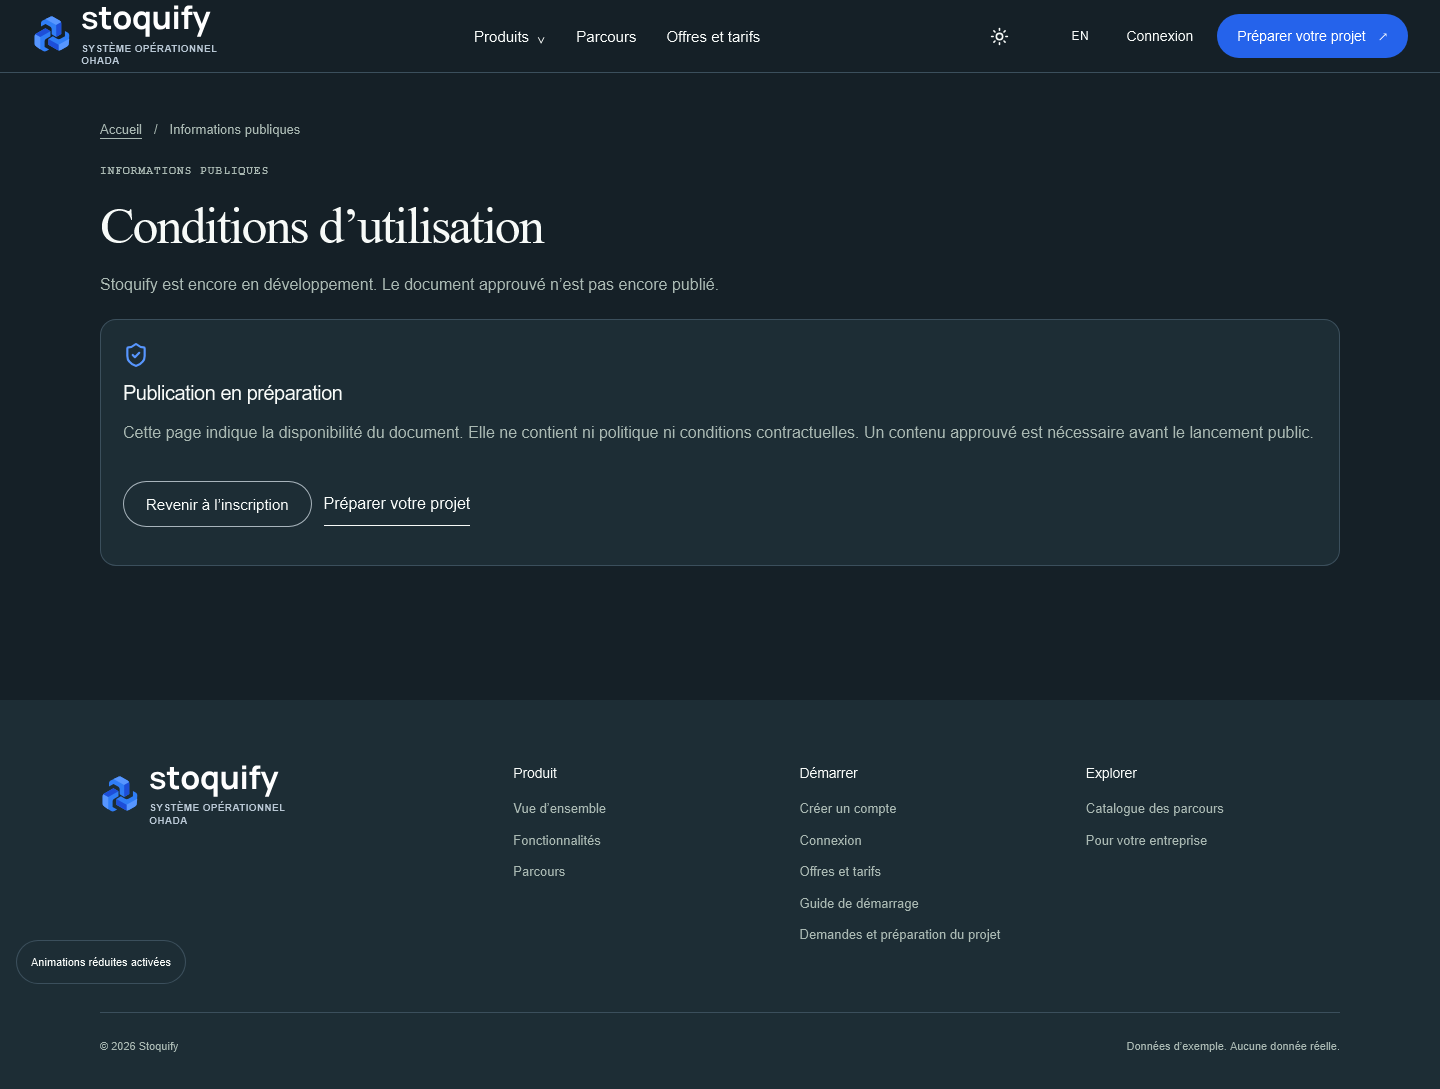 stoquify
SYSTÈME OPÉRATIONNEL
OHADA
Produits
Parcours
Offres et tarifs
EN
Connexion
Préparer votre projet ↗
Accueil / Informations publiques
INFORMATIONS PUBLIQUES
Conditions d’utilisation
Stoquify est encore en développement. Le document approuvé n’est pas encore publié.
Publication en préparation
Cette page indique la disponibilité du document. Elle ne contient ni politique ni conditions contractuelles. Un contenu approuvé est nécessaire avant le lancement public.
Revenir à l’inscription
Préparer votre projet
stoquify
SYSTÈME OPÉRATIONNEL
OHADA
Produit
Vue d’ensemble
Fonctionnalités
Parcours
Démarrer
Créer un compte
Connexion
Offres et tarifs
Guide de démarrage
Demandes et préparation du projet
Explorer
Catalogue des parcours
Pour votre entreprise
Animations réduites activées
© 2026 Stoquify
Données d’exemple. Aucune donnée réelle.